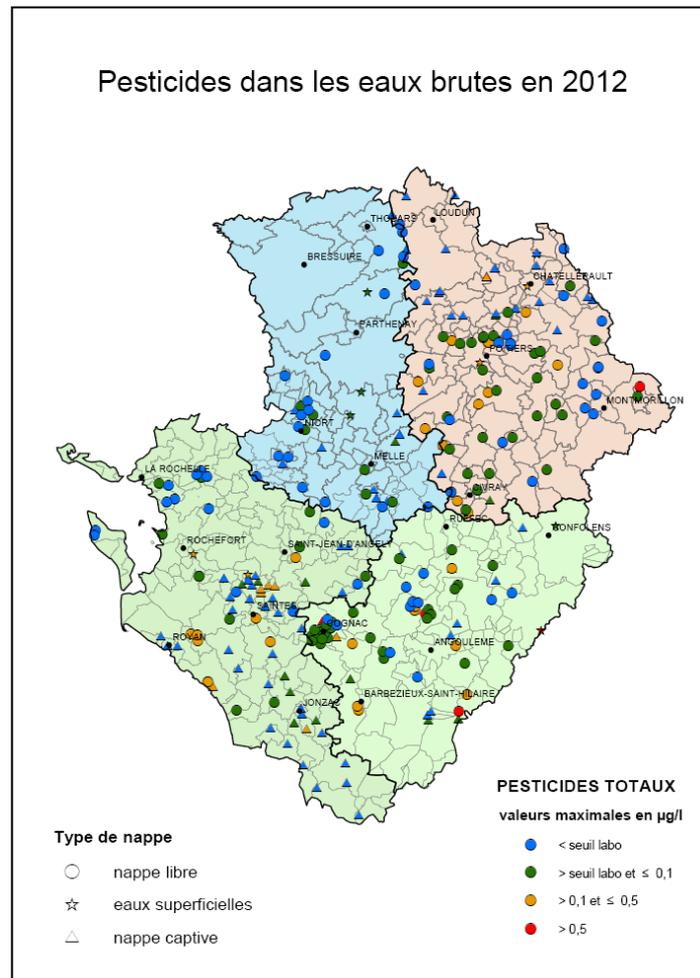 Pesticides dans les eaux brutes en 2012
THOUARS
LOUDUN
BRESSUIRE
CHATELLERAULT
PARTHENAY
POITIERS
MONTMORILLON
NIORT
MELLE
LA ROCHELLE
CIVRAY
RUFFEC
CONFOLENS
ROCHEFORT
SAINT-JEAN-D'ANGELY
SAINTES
COGNAC
ROYAN
ANGOULEME
BARBEZIEUX-SAINT-HILAIRE
JONZAC
PESTICIDES TOTAUX
valeurs maximales en µg/l
< seuil labo
> seuil labo et ≤ 0,1
> 0,1 et ≤ 0,5
> 0,5
Type de nappe
nappe libre
eaux superficielles
nappe captive